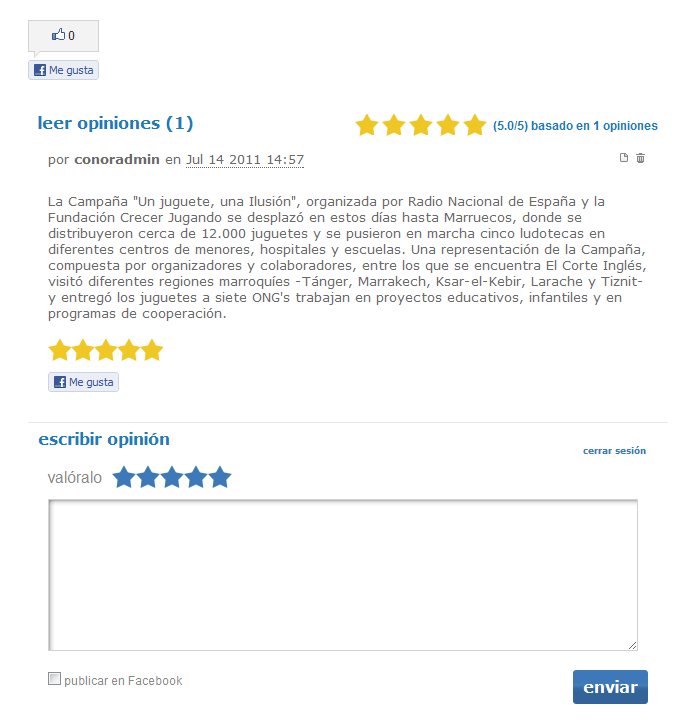 0
Me gusta
leer opiniones (1)
(5.0/5) basado en 1 opiniones
por conoradmin en Jul 14 2011 14:57
La Campaña "Un juguete, una Ilusión", organizada por Radio Nacional de España y la
Fundación Crecer Jugando se desplazó en estos días hasta Marruecos, donde se
distribuyeron cerca de 12.000 juguetes y se pusieron en marcha cinco ludotecas en
diferentes centros de menores, hospitales y escuelas. Una representación de la Campaña,
compuesta por organizadores y colaboradores, entre los que se encuentra El Corte Inglés,
visitó diferentes regiones marroquíes -Tánger, Marrakech, Ksar-el-Kebir, Larache y Tiznit-
y entregó los juguetes a siete ONG's trabajan en proyectos educativos, infantiles y en
programas de cooperación.
Me gusta
escribir opinión
cerrar sesión
valóralo
publicar en Facebook
enviar